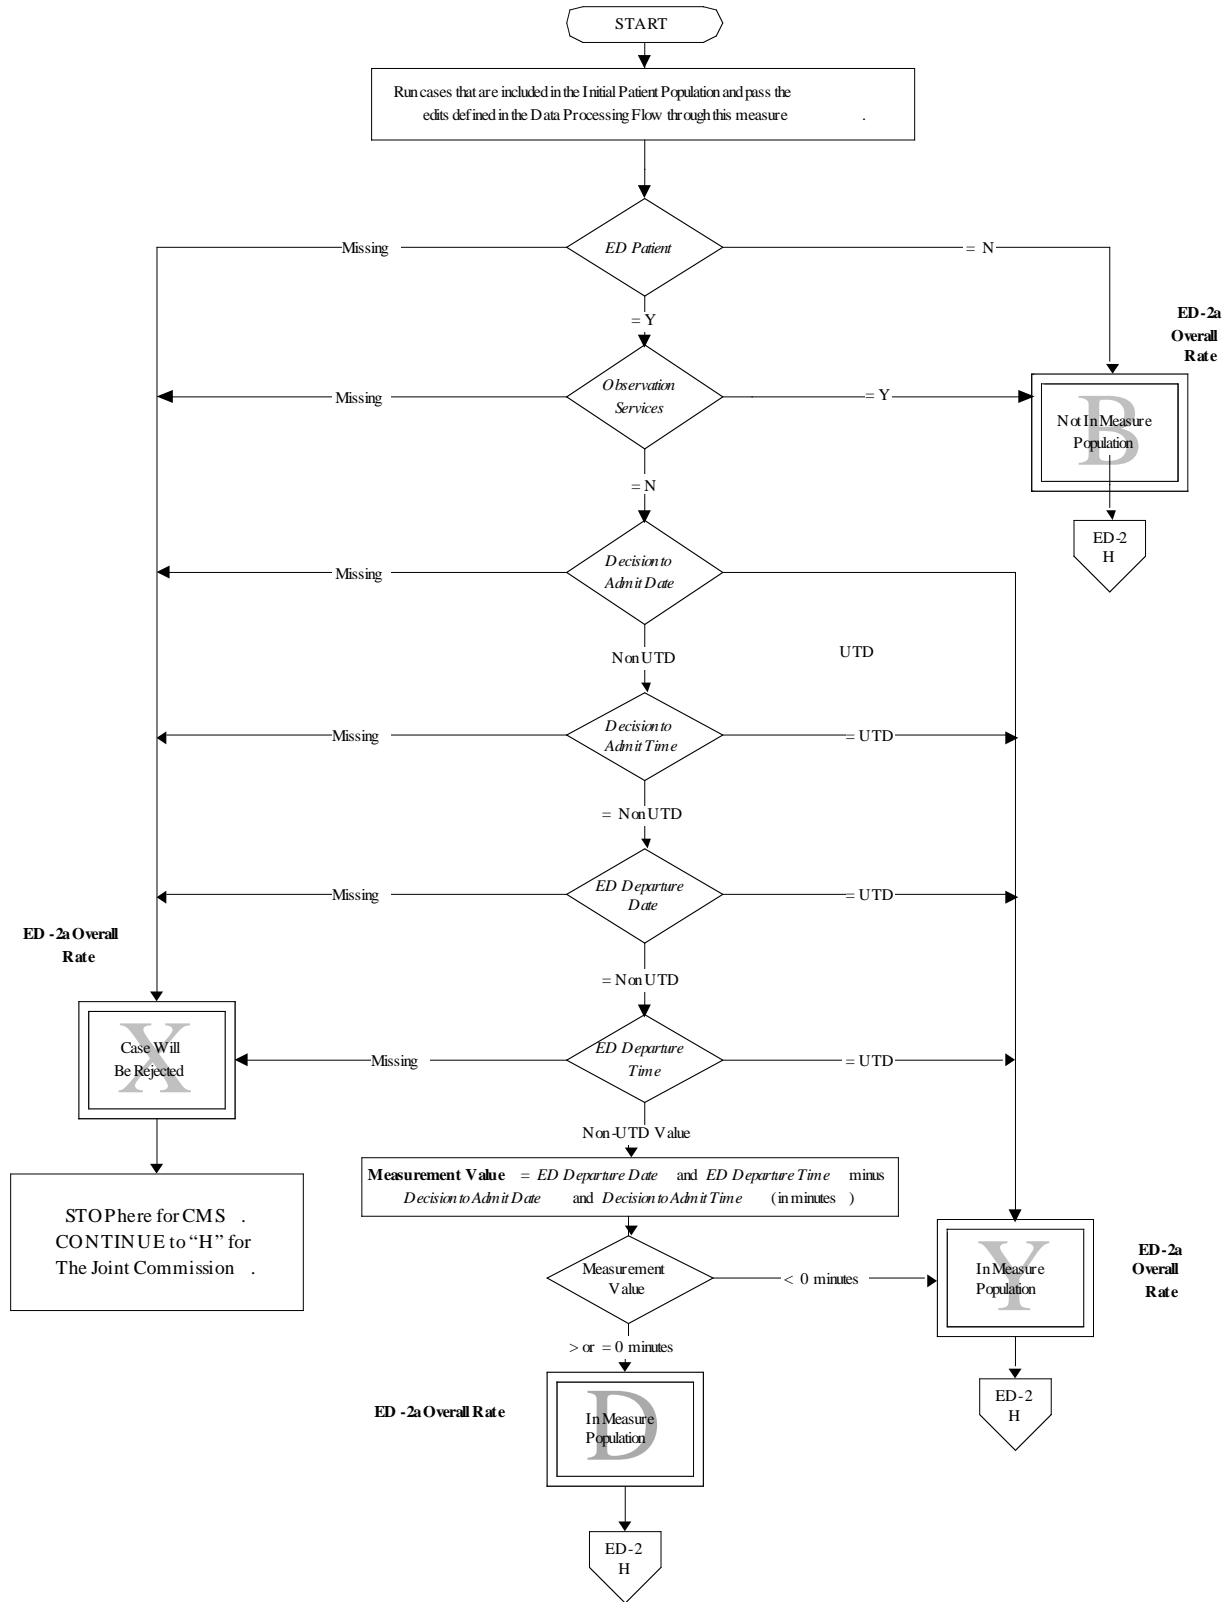 START
Run cases that are included in the Initial Patient Population and pass the
edits defined in the Data Processing Flow through this measure .
ED Patient
Missing
= N
= Y
ED-2a
Overall
Rate
Observation
Services
Missing
= Y
B
Not In Measure
Population
= N
ED-2
H
Decision to
Admit Date
Missing
Non UTD
UTD
Decision to
Admit Time
Missing
= UTD
= Non UTD
ED Departure
Date
Missing
= UTD
ED -2a Overall
Rate
= Non UTD
X
Case Will
Be Rejected
ED Departure
Time
Missing
= UTD
Non-UTD Value
Measurement Value = ED Departure Date and ED Departure Time minus
Decision to Admit Date and Decision to Admit Time (in minutes )
STOP here for CMS .
CONTINUE to “H” for
The Joint Commission .
Measurement
Value
< 0 minutes
Y
In Measure
Population
ED-2a
Overall
Rate
> or = 0 minutes
ED -2a Overall Rate
D
In Measure
Population
ED-2
H
ED-2
H